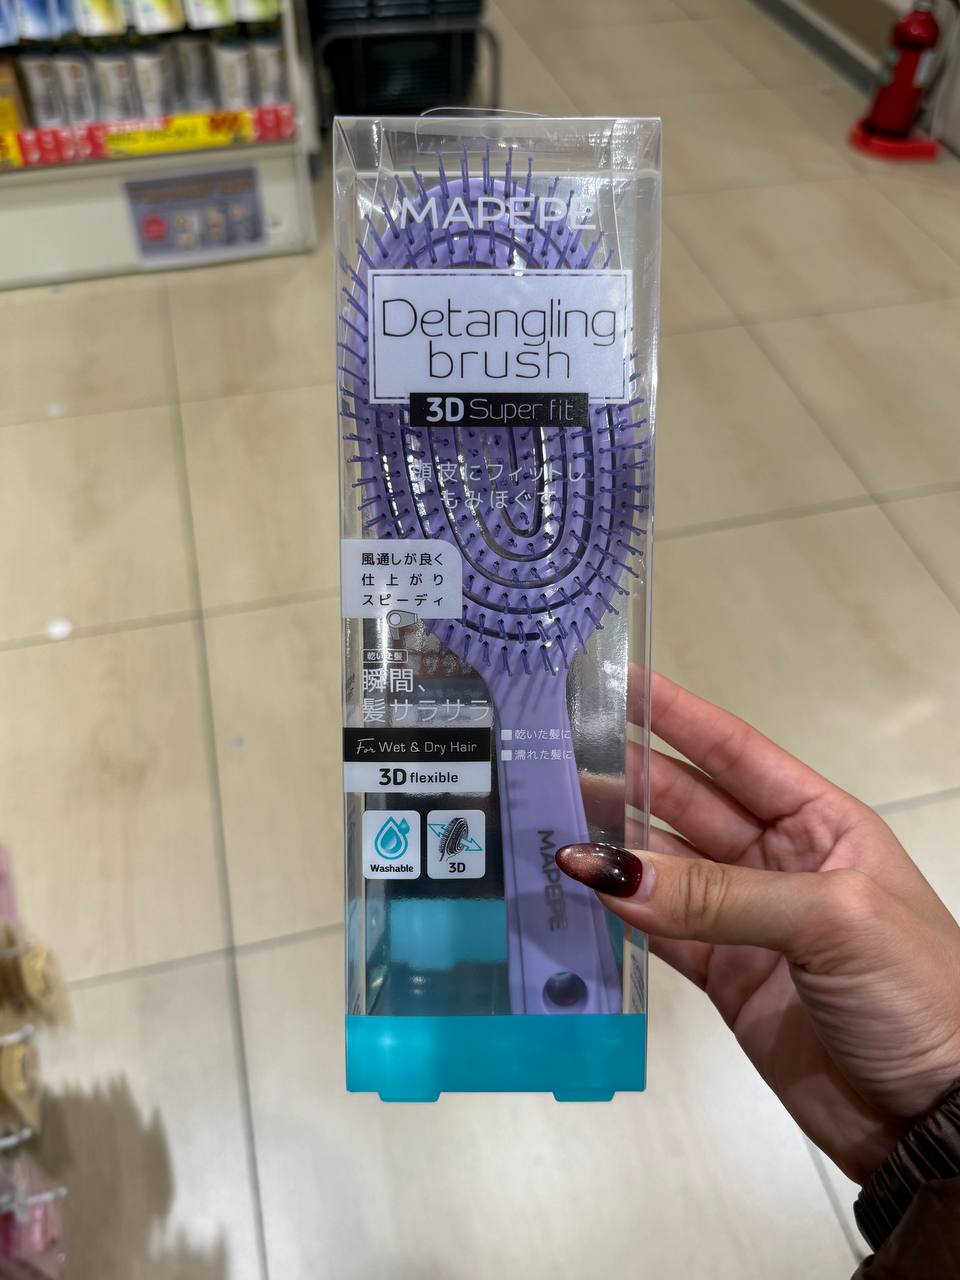 MAPEPE
Detangling
brush
3D Super fit
頭皮にフィットし
もみほぐす
風通しが良く
仕上がり
スピーディ
乾いた髪
瞬間、
髪サラサラ
For Wet & Dry Hair
3D flexible
乾いた髪に
濡れた髪に
Washable
3D
MAPEPE